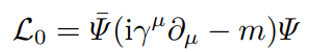 ℒ₀ = Ψ̄(iγ^μ∂_μ − m)Ψ